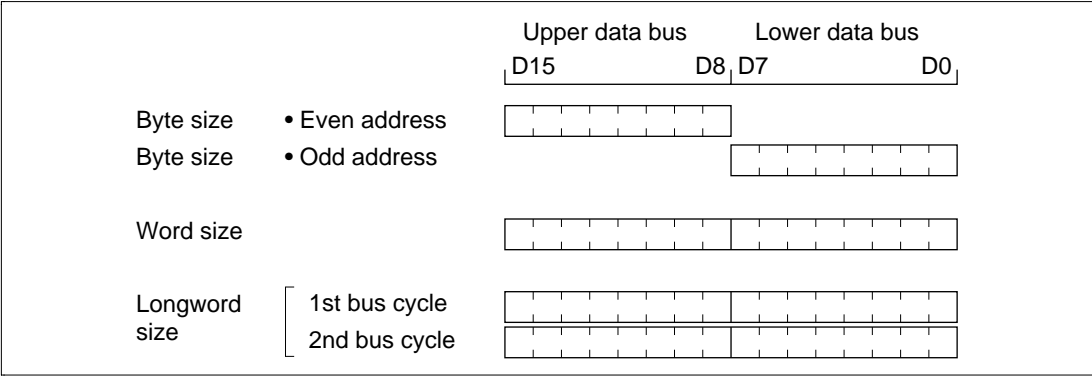 Upper data bus Lower data bus
D15 D8 D7 D0
Byte size • Even address
Byte size • Odd address
Word size
Longword size 1st bus cycle
2nd bus cycle